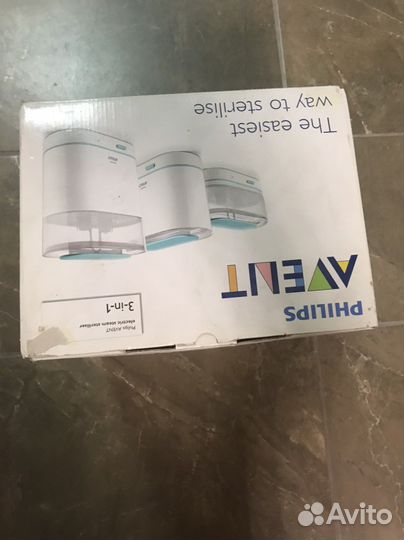 PHILIPS
AVENT
Philips AVENT
electric steam steriliser
3-in-1
The easiest
way to sterilise
Avito